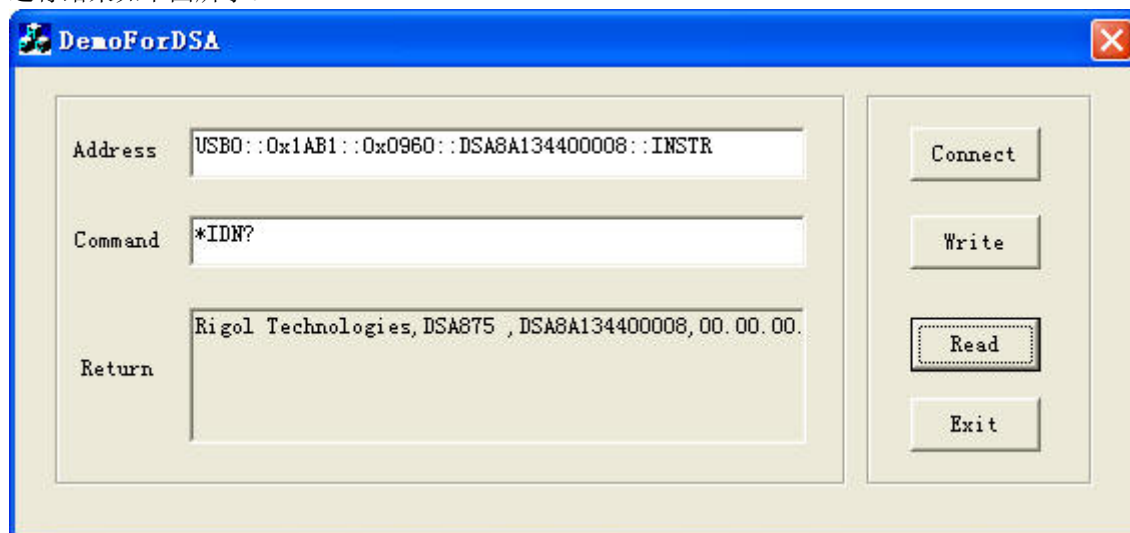 DemoForDSA
Address
USB0::0x1AB1::0x0960::DSA8A134400008::INSTR
Connect
Command
*IDN?
Write
Return
Rigol Technologies,DSA875 ,DSA8A134400008,00.00.00.
Read
Exit